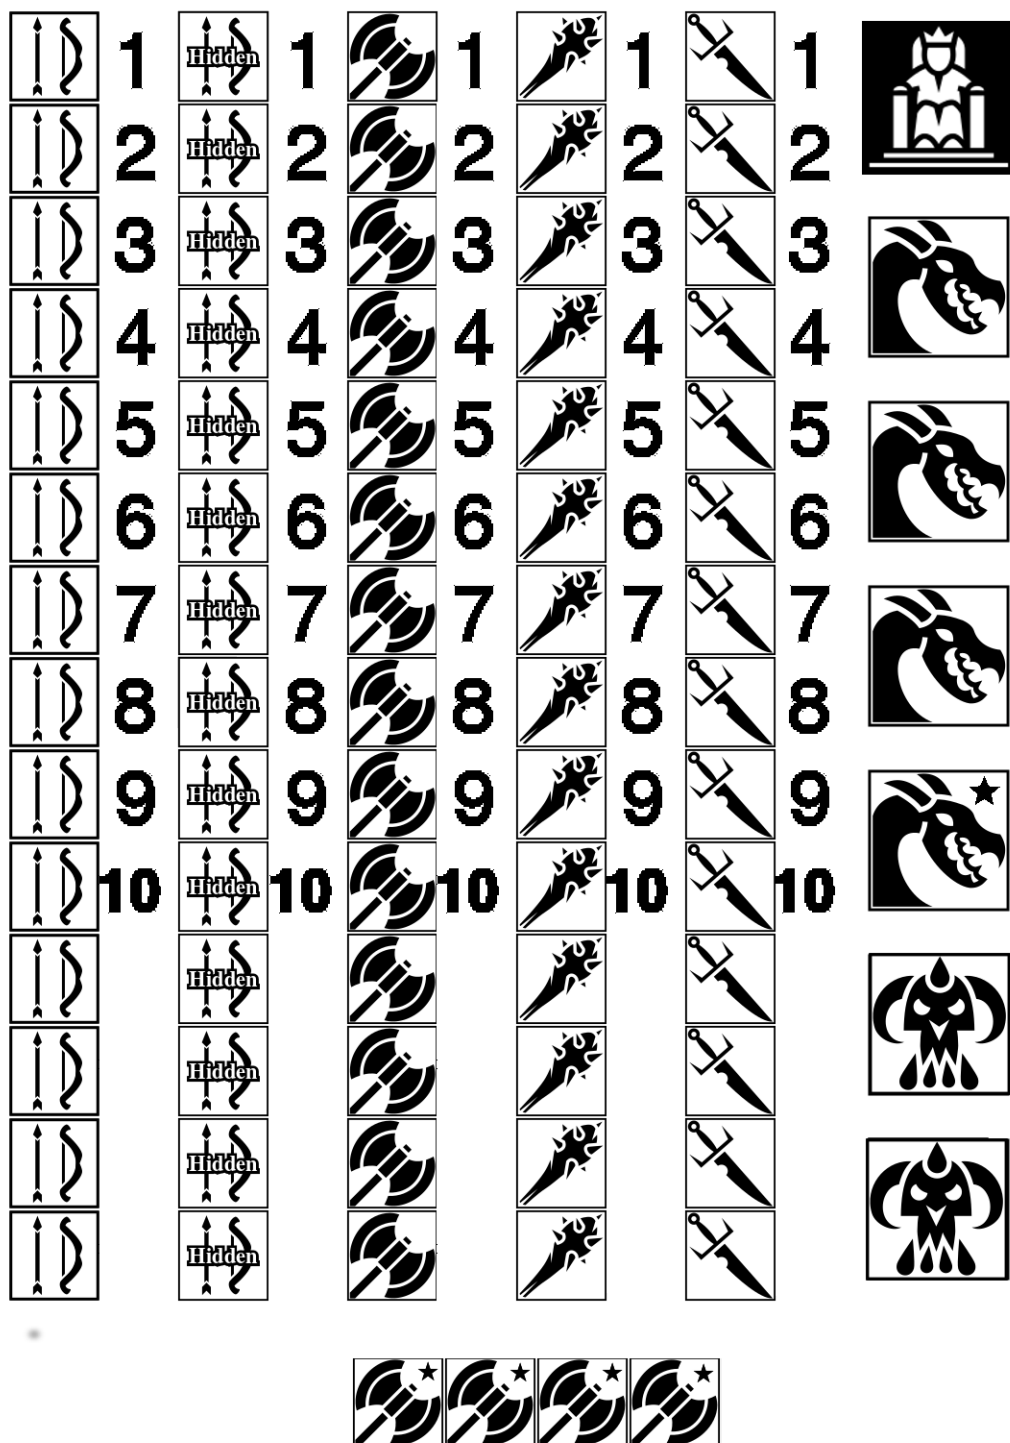 1 Hidden 1 1 1 1
2 Hidden 2 2 2 2
3 Hidden 3 3 3 3
4 Hidden 4 4 4 4
5 Hidden 5 5 5 5
6 Hidden 6 6 6 6
7 Hidden 7 7 7 7
8 Hidden 8 8 8 8
9 Hidden 9 9 9 9
10 Hidden 10 10 10 10
Hidden
Hidden
Hidden
Hidden